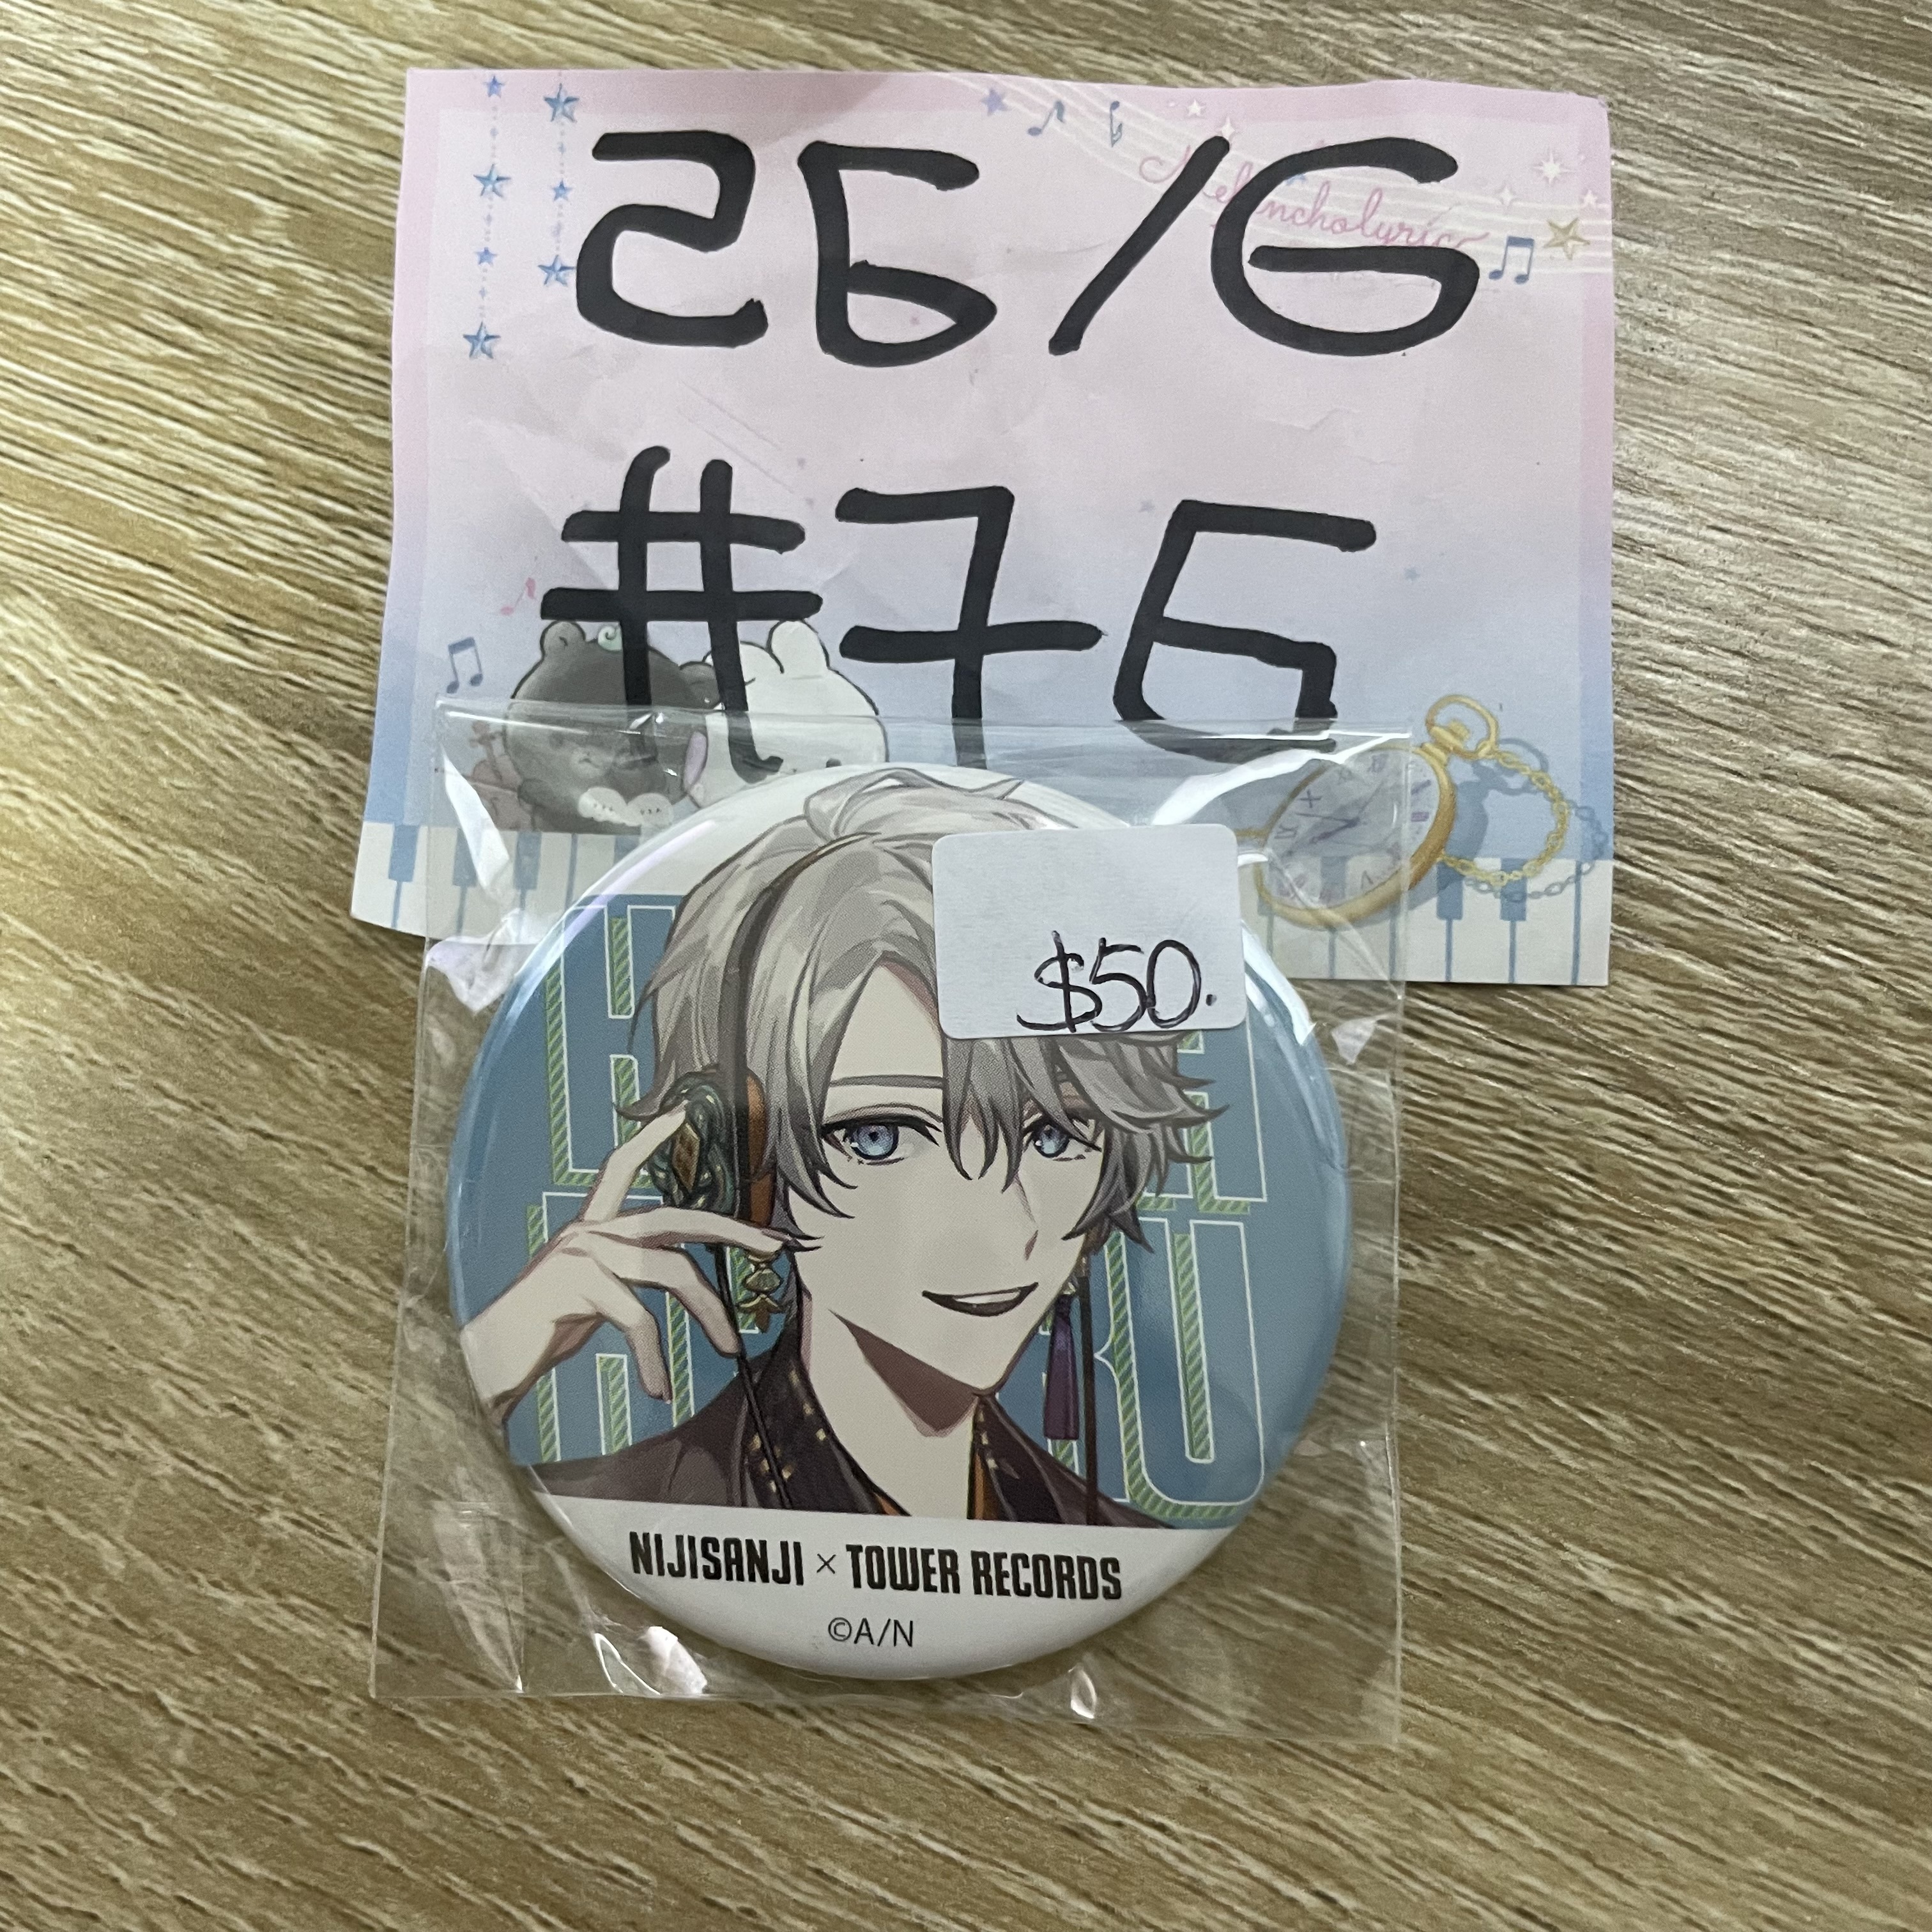 26/6
Melancholyric
#76
$50.
NIJISANJI × TOWER RECORDS
©A/N